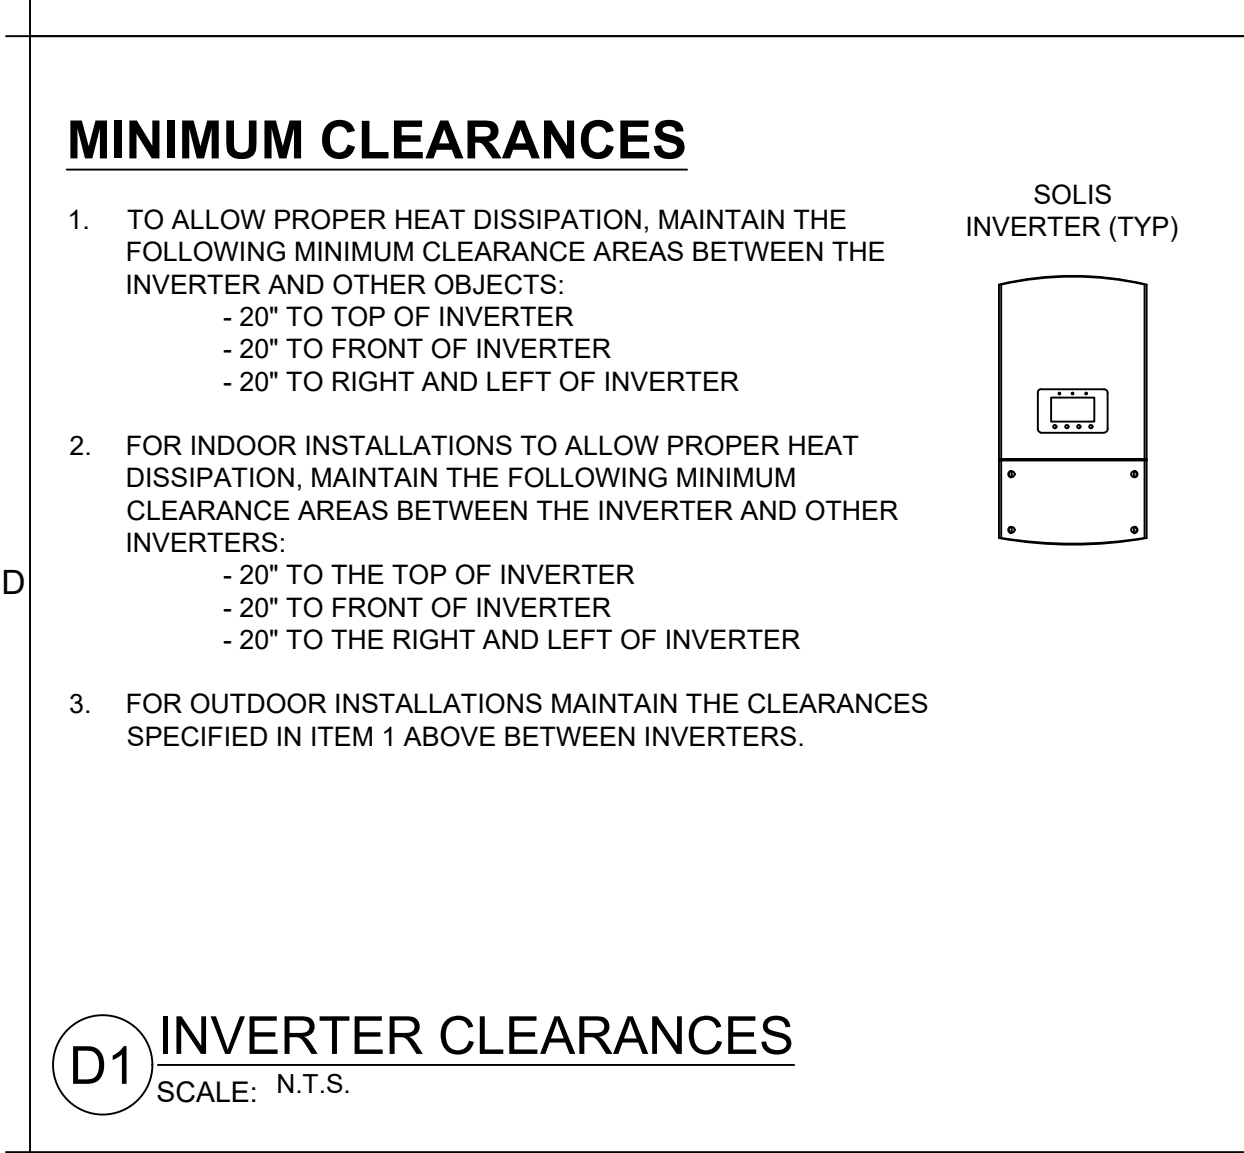 MINIMUM CLEARANCES
1. TO ALLOW PROPER HEAT DISSIPATION, MAINTAIN THE
FOLLOWING MINIMUM CLEARANCE AREAS BETWEEN THE
INVERTER AND OTHER OBJECTS:
- 20" TO TOP OF INVERTER
- 20" TO FRONT OF INVERTER
- 20" TO RIGHT AND LEFT OF INVERTER
2. FOR INDOOR INSTALLATIONS TO ALLOW PROPER HEAT
DISSIPATION, MAINTAIN THE FOLLOWING MINIMUM
CLEARANCE AREAS BETWEEN THE INVERTER AND OTHER
INVERTERS:
- 20" TO THE TOP OF INVERTER
- 20" TO FRONT OF INVERTER
- 20" TO THE RIGHT AND LEFT OF INVERTER
3. FOR OUTDOOR INSTALLATIONS MAINTAIN THE CLEARANCES
SPECIFIED IN ITEM 1 ABOVE BETWEEN INVERTERS.
SOLIS
INVERTER (TYP)
D
D1
INVERTER CLEARANCES
SCALE: N.T.S.